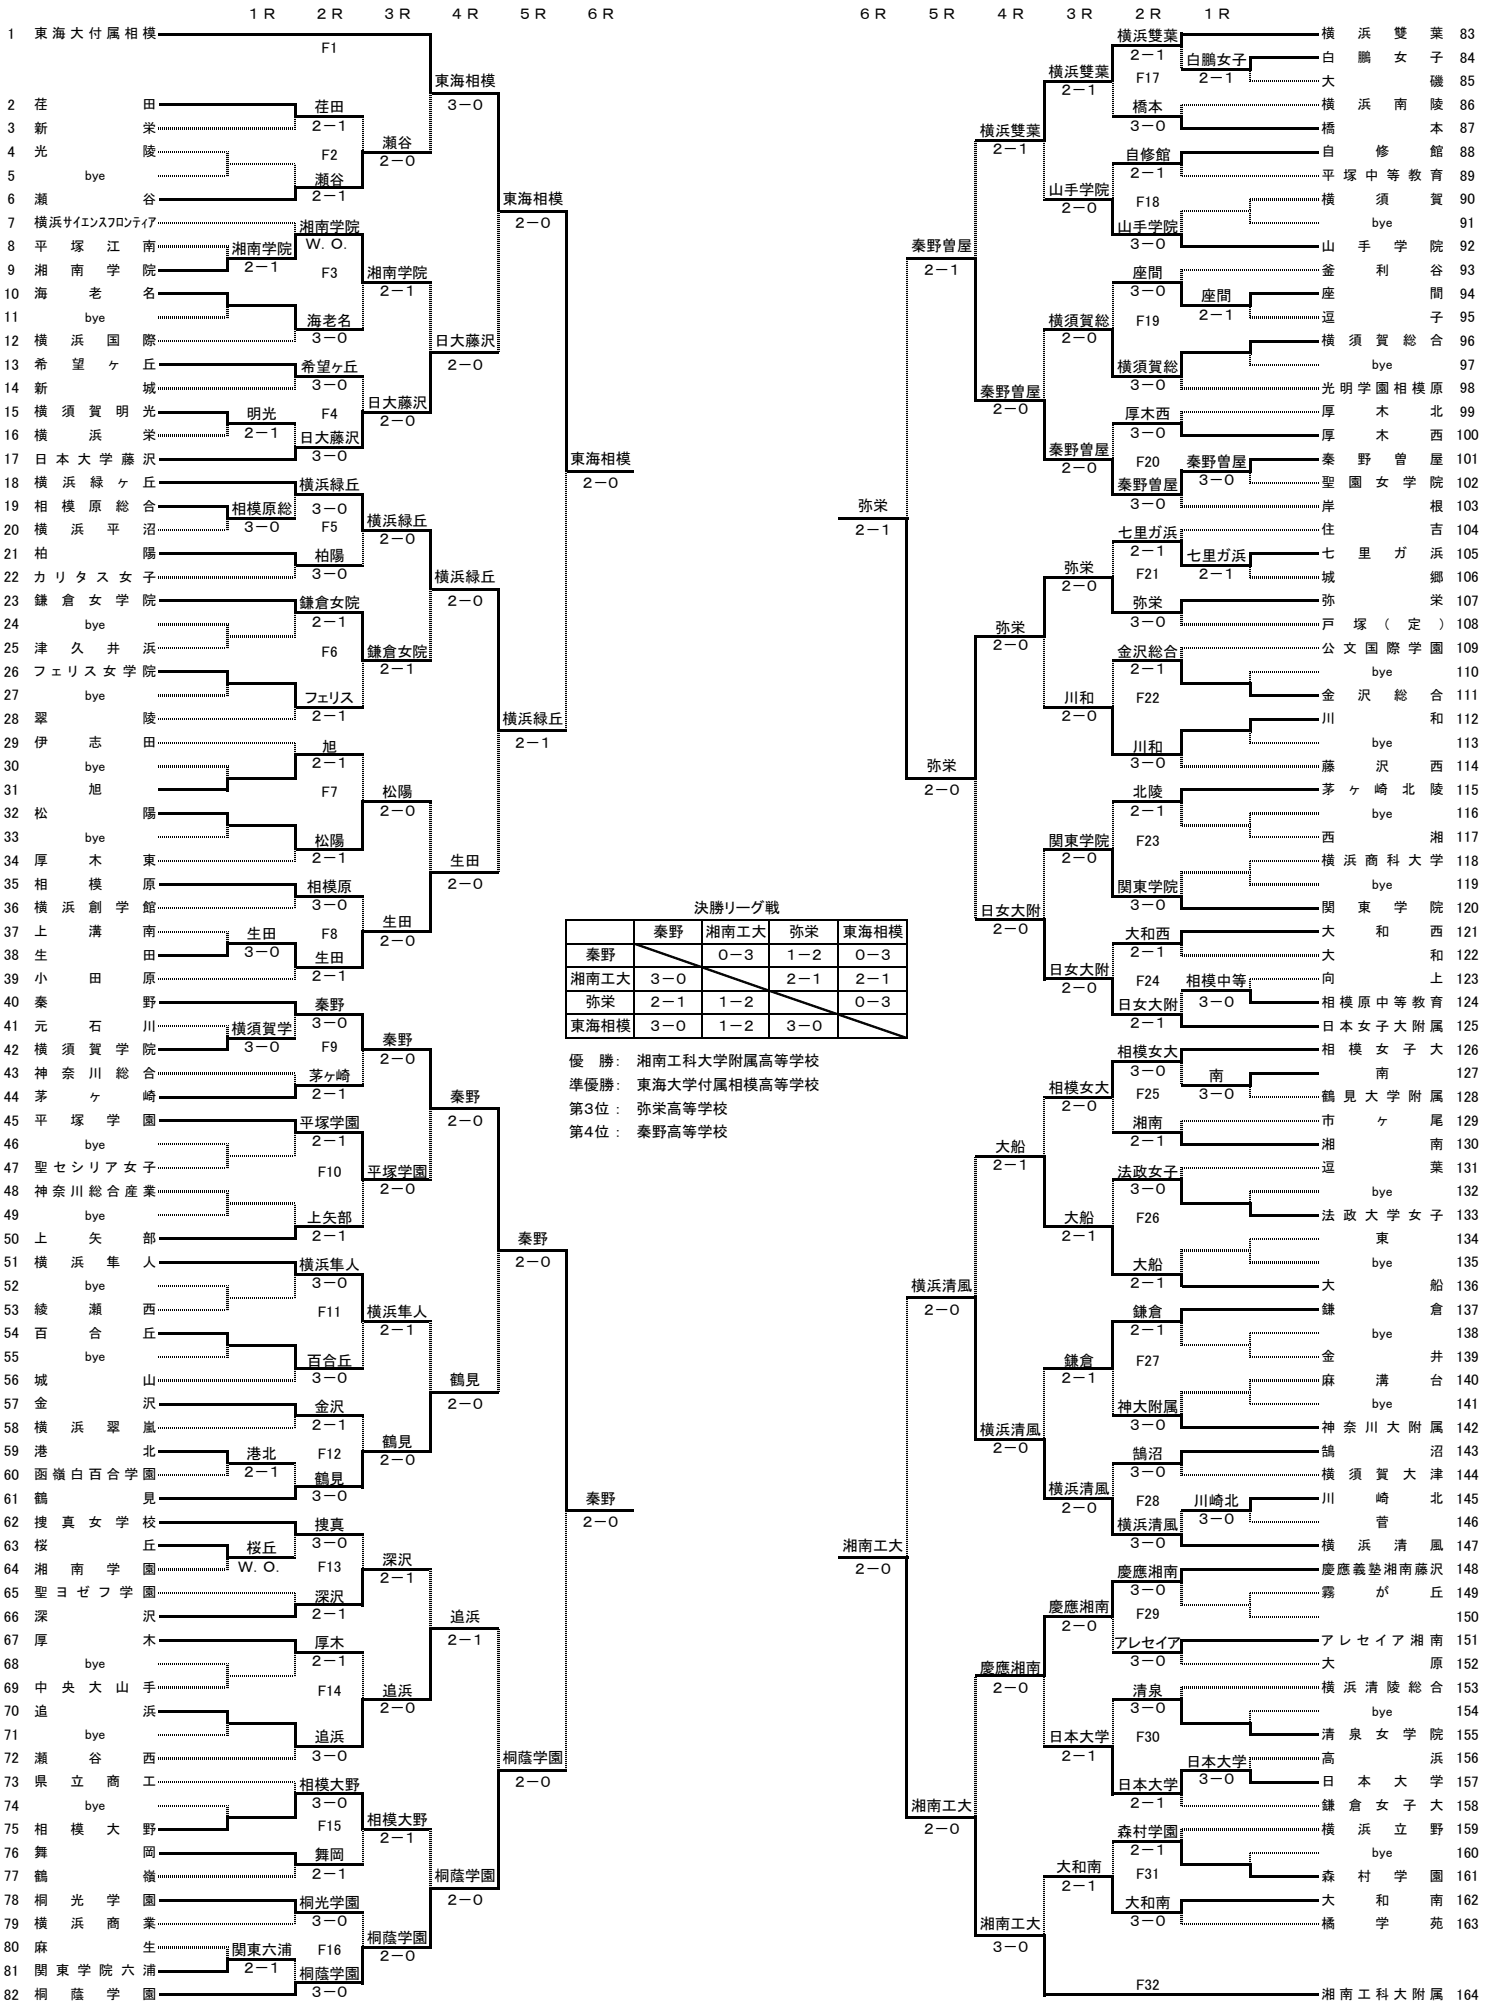 1R 2R 3R 4R 5R 6R
1 東海大付属相模
F1
東海相模
3-0
2 荏田
荏田
2-1
3 新栄
瀬谷
2-0
4 光陵
F2
5 bye
瀬谷
2-1
6 瀬谷
東海相模
2-0
7 横浜サイエンスフロンティア
湘南学院
W.O.
8 平塚江南
湘南学院
2-1
9 湘南学院
F3
湘南学院
2-1
10 海老名
11 bye
海老名
3-0
12 横浜国際
日大藤沢
2-0
13 希望ヶ丘
希望ヶ丘
3-0
14 新城
日大藤沢
2-0
15 横須賀明光
明光
2-1
F4
16 横浜栄
日大藤沢
3-0
17 日本大学藤沢
東海相模
2-0
18 横浜緑ヶ丘
横浜緑丘
3-0
19 相模原総合
相模原総
3-0
20 横浜平沼
F5
横浜緑丘
2-0
21 柏陽
柏陽
3-0
22 カリタス女子
横浜緑丘
2-0
23 鎌倉女学院
鎌倉女院
2-1
24 bye
25 津久井浜
F6
鎌倉女院
2-1
26 フェリス女学院
27 bye
フェリス
2-1
28 翠陵
横浜緑丘
2-1
29 伊志田
旭
2-1
30 bye
31 旭
F7
松陽
2-0
32 松陽
33 bye
松陽
2-1
34 厚木東
生田
2-0
35 相模原
相模原
3-0
36 横浜創学館
生田
2-0
37 上溝南
生田
3-0
F8
38 生田
生田
2-1
39 小田原
40 秦野
秦野
3-0
41 元石川
横須賀学
3-0
42 横須賀学院
F9
秦野
2-0
43 神奈川総合
茅ヶ崎
2-1
44 茅ヶ崎
秦野
2-0
45 平塚学園
平塚学園
2-1
46 bye
47 聖セシリア女子
F10
平塚学園
2-0
48 神奈川総合産業
49 bye
上矢部
2-1
50 上矢部
秦野
2-0
51 横浜隼人
横浜隼人
3-0
52 bye
53 綾瀬西
F11
横浜隼人
2-1
54 百合丘
55 bye
百合丘
3-0
56 城山
鶴見
2-0
57 金沢
金沢
2-1
58 横浜翠嵐
鶴見
2-0
59 港北
港北
2-1
F12
60 函嶺白百合学園
鶴見
3-0
61 鶴見
秦野
2-0
62 捜真女学校
捜真
3-0
63 桜丘
桜丘
W.O.
64 湘南学園
F13
深沢
2-1
65 聖ヨゼフ学園
深沢
2-1
66 深沢
追浜
2-1
67 厚木
厚木
2-1
68 bye
69 中央大山手
F14
追浜
2-0
70 追浜
71 bye
追浜
3-0
72 瀬谷西
桐蔭学園
2-0
73 県立商工
相模大野
3-0
74 bye
75 相模大野
F15
相模大野
2-1
76 舞岡
舞岡
2-1
77 鶴嶺
桐蔭学園
2-0
78 桐光学園
桐光学園
3-0
79 横浜商業
桐蔭学園
2-0
80 麻生
関東六浦
2-1
F16
81 関東学院六浦
桐蔭学園
3-0
82 桐蔭学園
決勝リーグ戦
秦野 湘南工大 弥栄 東海相模
秦野 0-3 1-2 0-3
湘南工大 3-0 2-1 2-1
弥栄 2-1 1-2 0-3
東海相模 3-0 1-2 3-0
優 勝: 湘南工科大学附属高等学校
準優勝: 東海大学付属相模高等学校
第3位: 弥栄高等学校
第4位: 秦野高等学校
6R 5R 4R 3R 2R 1R
横浜雙葉 83
横浜雙葉
2-1
白鵬女子 84
白鵬女子
2-1
F17
大磯 85
横浜雙葉
2-1
横浜南陵 86
橋本
3-0
橋本 87
横浜雙葉
2-1
自修館 88
自修館
2-1
平塚中等教育 89
山手学院
2-0
F18
横須賀 90
bye 91
山手学院
3-0
山手学院 92
秦野曽屋
2-1
釜利谷 93
座間
3-0
座間 94
座間
2-1
逗子 95
F19
横須賀総
2-0
横須賀総合 96
bye 97
横須賀総
3-0
光明学園相模原 98
秦野曽屋
2-0
厚木北 99
厚木西
3-0
厚木西 100
秦野曽屋
2-0
F20
秦野曽屋 101
秦野曽屋
3-0
聖園女学院 102
秦野曽屋
3-0
岸根 103
弥栄
2-1
住吉 104
七里ガ浜
2-1
七里ガ浜 105
七里ガ浜
2-1
城郷 106
F21
弥栄
2-0
弥栄 107
弥栄
3-0
戸塚(定) 108
弥栄
2-0
公文国際学園 109
金沢総合
2-1
bye 110
金沢総合 111
F22
川和
2-0
川和 112
bye 113
川和
3-0
藤沢西 114
弥栄
2-0
茅ヶ崎北陵 115
北陵
2-1
bye 116
西湘 117
F23
関東学院
2-0
横浜商科大学 118
bye 119
関東学院
3-0
関東学院 120
日女大附
2-0
大和西 121
大和西
2-1
大和 122
日女大附
2-0
F24
向上 123
相模中等
3-0
相模原中等教育 124
日女大附
2-1
日本女子大附属 125
相模女子大 126
相模女大
3-0
南 127
南
3-0
鶴見大学附属 128
F25
相模女大
2-0
市ヶ尾 129
湘南
2-1
湘南 130
大船
2-1
逗葉 131
法政女子
3-0
bye 132
法政大学女子 133
F26
大船
2-1
東 134
bye 135
大船
2-1
大船 136
横浜清風
2-0
鎌倉 137
鎌倉
2-1
bye 138
金井 139
F27
鎌倉
2-1
麻溝台 140
bye 141
神大附属
3-0
神奈川大附属 142
横浜清風
2-0
鵠沼 143
鵠沼
3-0
横須賀大津 144
横浜清風
2-0
F28
川崎北 145
川崎北
3-0
菅 146
横浜清風
3-0
横浜清風 147
湘南工大
2-0
慶應義塾湘南藤沢 148
慶應湘南
3-0
霧が丘 149
150
F29
慶應湘南
2-0
アレセイア湘南 151
アレセイア
3-0
大原 152
慶應湘南
2-0
横浜清陵総合 153
清泉
3-0
bye 154
清泉女学院 155
F30
日本大学
2-1
高浜 156
日本大学
3-0
日本大学 157
日本大学
2-1
鎌倉女子大 158
湘南工大
2-0
横浜立野 159
森村学園
2-1
bye 160
森村学園 161
F31
大和南
2-1
大和南 162
大和南
3-0
橘学苑 163
湘南工大
3-0
F32
湘南工科大附属 164